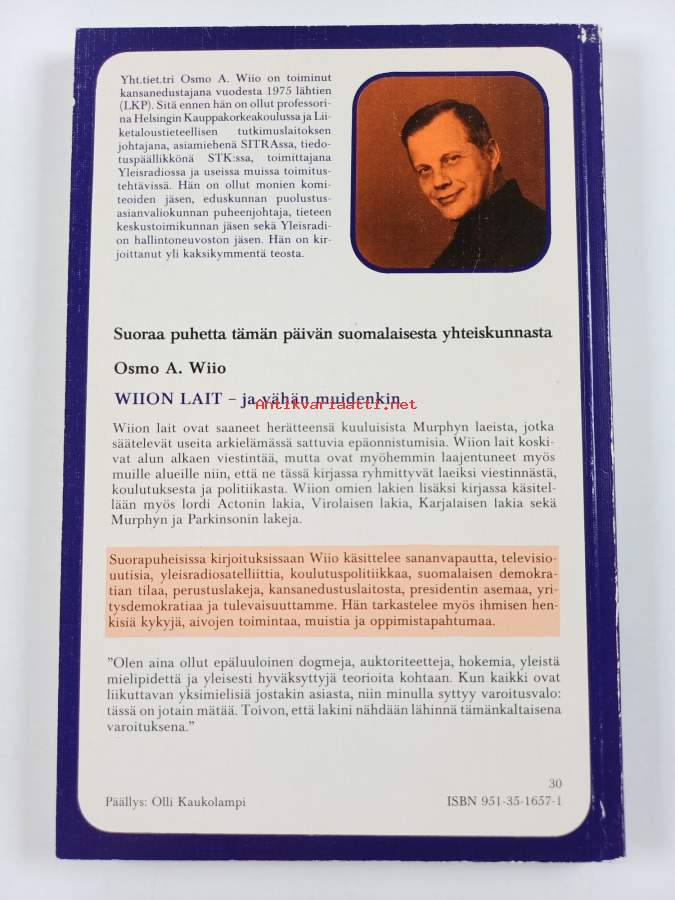 Yht.tiet.tri Osmo A. Wiio on toiminut
kansanedustajana vuodesta 1975 lähtien
(LKP). Sitä ennen hän on ollut professori-
na Helsingin Kauppakorkeakoulussa ja Lii-
ketaloustieteellisen tutkimuslaitoksen
johtajana, asiamiehenä SITRAssa, tiedo-
tuspäällikkönä STK:ssa, toimittajana
Yleisradiossa ja useissa muissa toimitus-
tehtävissä. Hän on ollut monien komi-
teoiden jäsen, eduskunnan puolustus-
asianvaliokunnan puheenjohtaja, tieteen
keskustoimikunnan jäsen sekä Yleisradi-
on hallintoneuvoston jäsen. Hän on kir-
joittanut yli kaksikymmentä teosta.
Suoraa puhetta tämän päivän suomalaisesta yhteiskunnasta
Osmo A. Wiio
WIION LAIT – ja vähän muidenkin
Antikvariaatti.net
Wiion lait ovat saaneet herätteensä kuuluisista Murphyn laeista, jotka
säätelevät useita arkielämässä sattuvia epäonnistumisia. Wiion lait koski-
vat alun alkaen viestintää, mutta ovat myöhemmin laajentuneet myös
muille alueille niin, että ne tässä kirjassa ryhmittyvät laeiksi viestinnästä,
koulutuksesta ja politiikasta. Wiion omien lakien lisäksi kirjassa käsitel-
lään myös lordi Actonin lakia, Virolaisen lakia, Karjalaisen lakia sekä
Murphyn ja Parkinsonin lakeja.
Suorapuheisissa kirjoituksissaan Wiio käsittelee sananvapautta, televisio-
uutisia, yleisradiosatelliittia, koulutuspolitiikkaa, suomalaisen demokra-
tian tilaa, perustuslakeja, kansanedustuslaitosta, presidentin asemaa, yri-
tysdemokratiaa ja tulevaisuuttamme. Hän tarkastelee myös ihmisen hen-
kisiä kykyjä, aivojen toimintaa, muistia ja oppimistapahtumaa.
”Olen aina ollut epäluuloinen dogmeja, auktoriteetteja, hokemia, yleistä
mielipidettä ja yleisesti hyväksyttyjä teorioita kohtaan. Kun kaikki ovat
liikuttavan yksimielisiä jostakin asiasta, niin minulla syttyy varoitusvalo:
tässä on jotain mätää. Toivon, että lakini nähdään lähinnä tämänkaltaisena
varoituksena.”
30
Päällys: Olli Kaukolampi
ISBN 951-35-1657-1